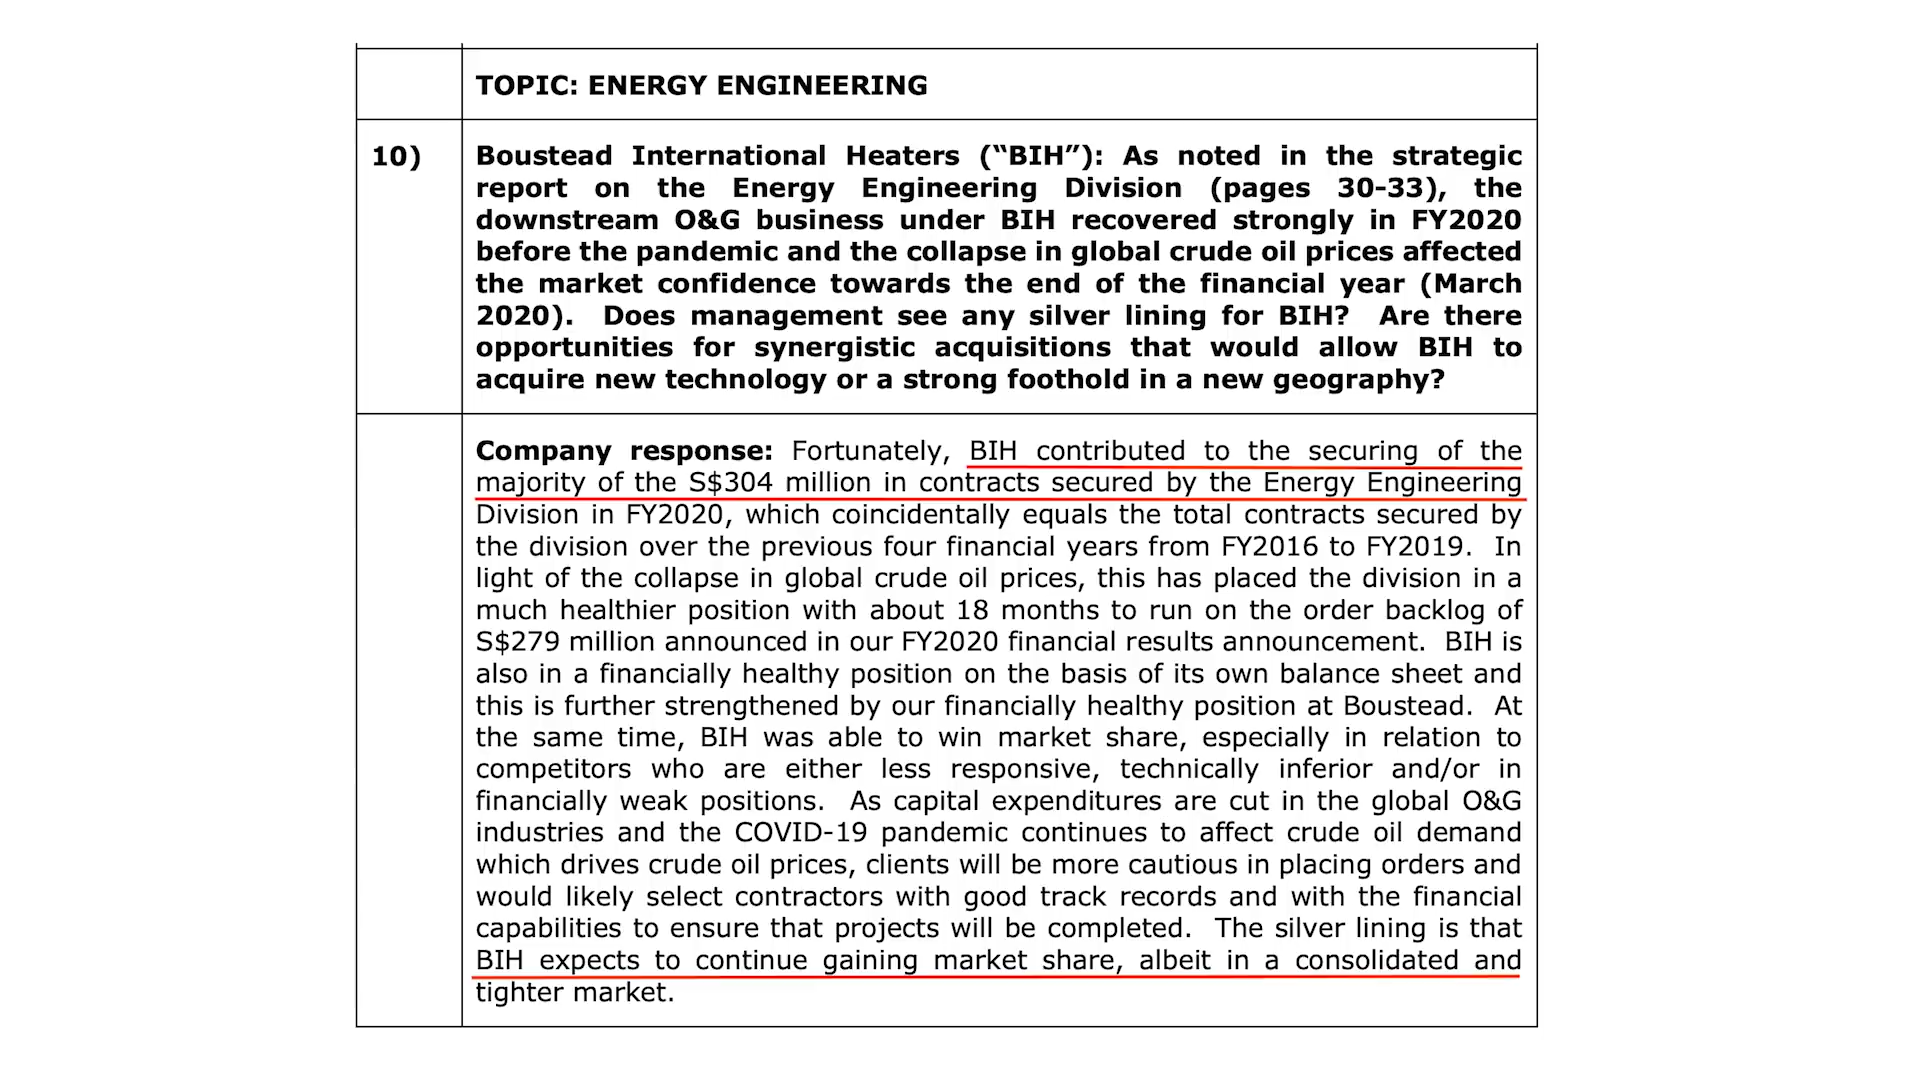 TOPIC: ENERGY ENGINEERING
10)
Boustead International Heaters (“BIH”): As noted in the strategic
report on the Energy Engineering Division (pages 30-33), the
downstream O&G business under BIH recovered strongly in FY2020
before the pandemic and the collapse in global crude oil prices affected
the market confidence towards the end of the financial year (March
2020). Does management see any silver lining for BIH? Are there
opportunities for synergistic acquisitions that would allow BIH to
acquire new technology or a strong foothold in a new geography?
Company response: Fortunately, BIH contributed to the securing of the
majority of the S$304 million in contracts secured by the Energy Engineering
Division in FY2020, which coincidentally equals the total contracts secured by
the division over the previous four financial years from FY2016 to FY2019. In
light of the collapse in global crude oil prices, this has placed the division in a
much healthier position with about 18 months to run on the order backlog of
S$279 million announced in our FY2020 financial results announcement. BIH is
also in a financially healthy position on the basis of its own balance sheet and
this is further strengthened by our financially healthy position at Boustead. At
the same time, BIH was able to win market share, especially in relation to
competitors who are either less responsive, technically inferior and/or in
financially weak positions. As capital expenditures are cut in the global O&G
industries and the COVID-19 pandemic continues to affect crude oil demand
which drives crude oil prices, clients will be more cautious in placing orders and
would likely select contractors with good track records and with the financial
capabilities to ensure that projects will be completed. The silver lining is that
BIH expects to continue gaining market share, albeit in a consolidated and
tighter market.